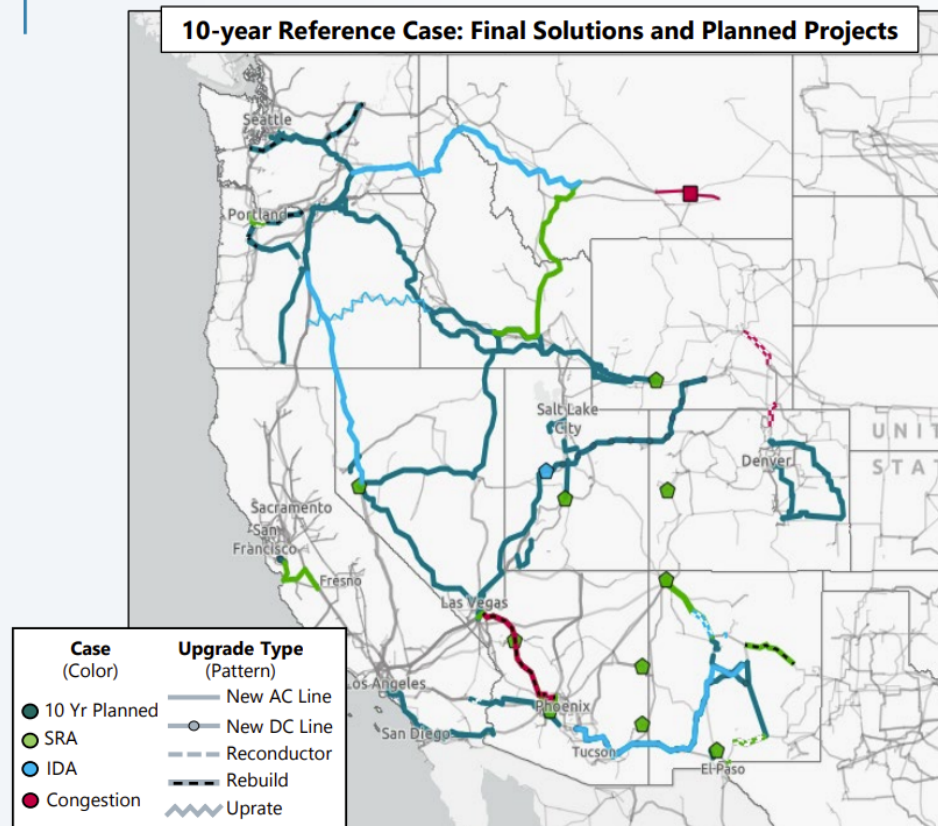 10-year Reference Case: Final Solutions and Planned Projects
Seattle
Portland
Salt Lake
City
UNIT
STAT
Denver
Sacramento
San
Francisco
Fresno
Las Vegas
Los Angeles
San Diego
Phoenix
Tucson
El Paso
Case
(Color)
10 Yr Planned
SRA
IDA
Congestion
Upgrade Type
(Pattern)
New AC Line
New DC Line
Reconductor
Rebuild
Uprate